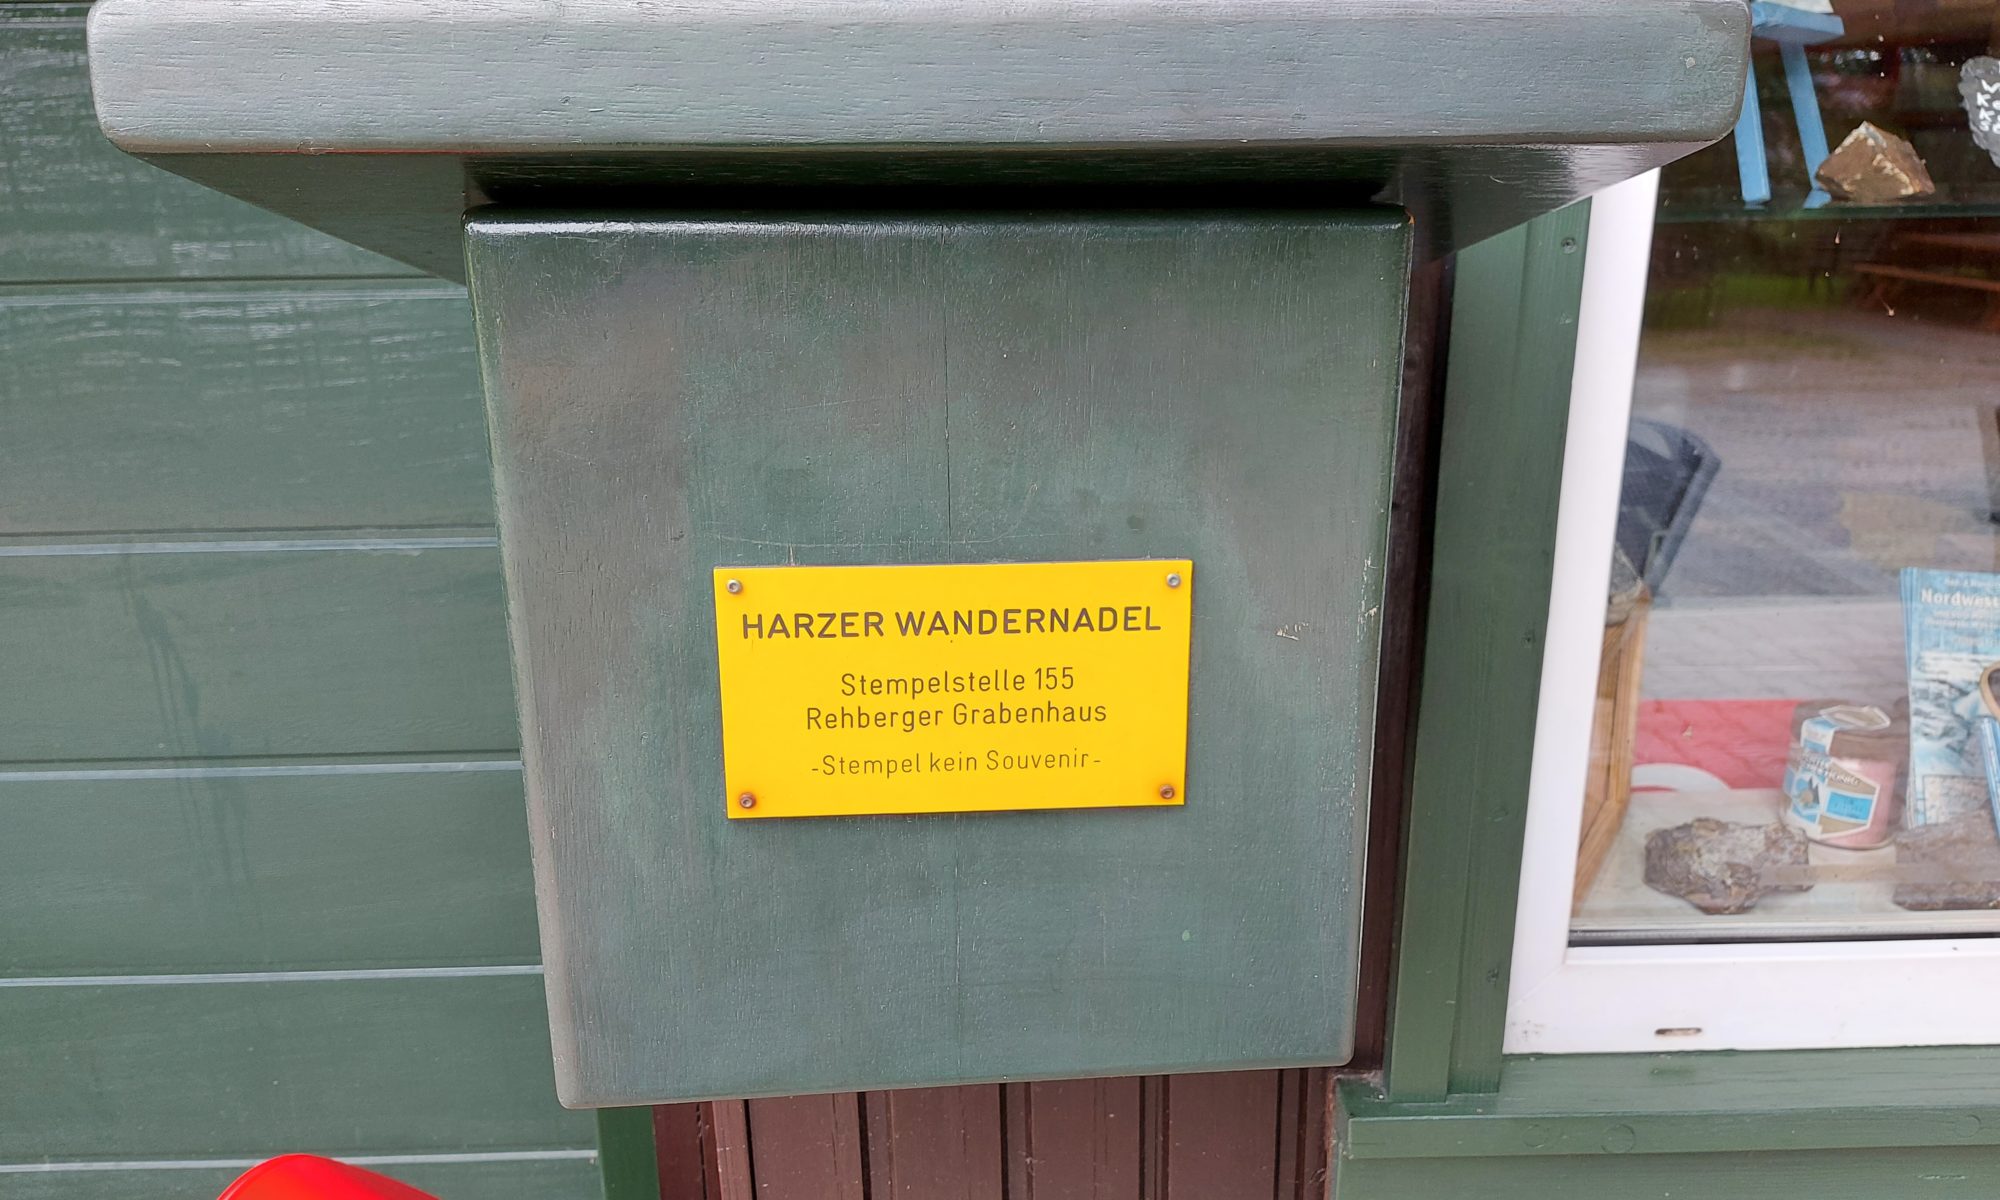 HARZER WANDERNADEL
Stempelstelle 155
Rehberger Grabenhaus
-Stempel kein Souvenir-